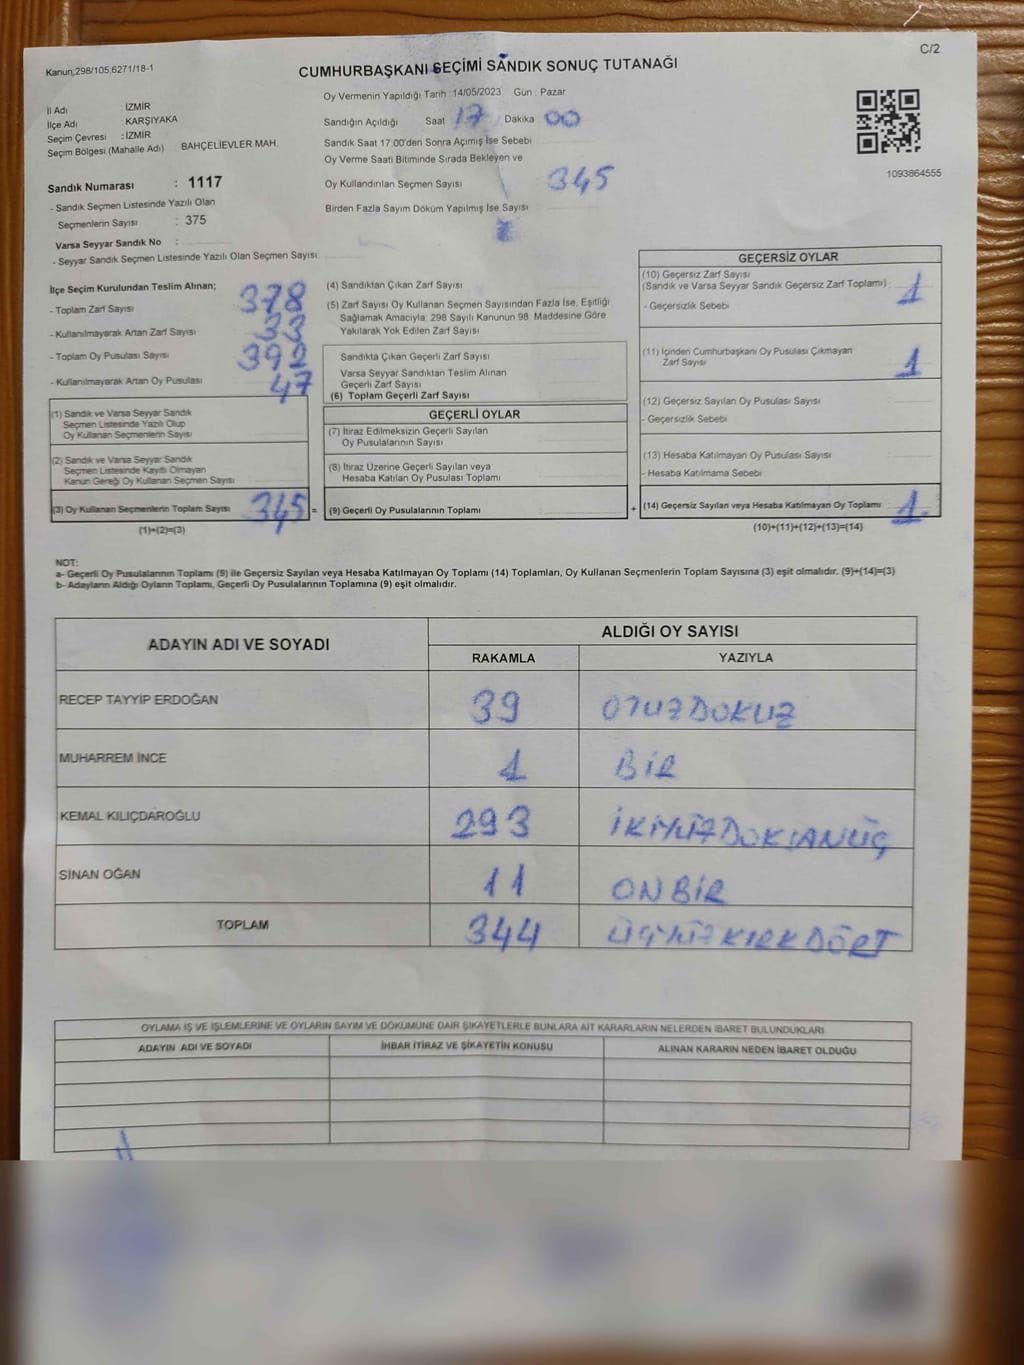 C/2
Kanun;298/105;6271/18-1
CUMHURBAŞKANI SEÇİMİ SANDIK SONUÇ TUTANAĞI
İl Adı : İZMİR
İlçe Adı : KARŞIYAKA
Seçim Çevresi : İZMİR
Seçim Bölgesi (Mahalle Adı) BAHÇELİEVLER MAH.
Sandık Numarası : 1117
- Sandık Seçmen Listesinde Yazılı Olan
Seçmenlerin Sayısı : 375
Varsa Seyyar Sandık No :
- Seyyar Sandık Seçmen Listesinde Yazılı Olan Seçmen Sayısı:
Oy Vermenin Yapıldığı Tarih 14/05/2023 Gün : Pazar
Sandığın Açıldığı Saat 17 Dakika 00
Sandık Saat 17:00'den Sonra Açımış İse Sebebi
Oy Verme Saati Bitiminde Sırada Bekleyen ve
Oy Kullandırılan Seçmen Sayısı 345
Birden Fazla Sayım Döküm Yapılmış İse Sayısı
1093864555
İlçe Seçim Kurulundan Teslim Alınan;
- Toplam Zarf Sayısı 378
- Kullanılmayarak Artan Zarf Sayısı 33
- Toplam Oy Pusulası Sayısı 392
- Kullanılmayarak Artan Oy Pusulası 47
(1) Sandık ve Varsa Seyyar Sandık
Seçmen Listesinde Yazılı Olup
Oy Kullanan Seçmenlerin Sayısı
(2) Sandık ve Varsa Seyyar Sandık
Seçmen Listesinde Kayıtlı Olmayan
Kanun Gereği Oy Kullanan Seçmen Sayısı
(3) Oy Kullanan Seçmenlerin Toplam Sayısı 345 =
(1)+(2)=(3)
(4) Sandıktan Çıkan Zarf Sayısı
(5) Zarf Sayısı Oy Kullanan Seçmen Sayısından Fazla İse, Eşitliği
Sağlamak Amacıyla; 298 Sayılı Kanunun 98. Maddesine Göre
Yakılarak Yok Edilen Zarf Sayısı
Sandıkta Çıkan Geçerli Zarf Sayısı
Varsa Seyyar Sandıktan Teslim Alınan
Geçerli Zarf Sayısı
(6) Toplam Geçerli Zarf Sayısı
GEÇERLİ OYLAR
(7) İtiraz Edilmeksizin Geçerli Sayılan
Oy Pusulalarının Sayısı
(8) İtiraz Üzerine Geçerli Sayılan veya
Hesaba Katılan Oy Pusulası Toplamı
(9) Geçerli Oy Pusulalarının Toplamı +
GEÇERSİZ OYLAR
(10) Geçersiz Zarf Sayısı
(Sandık ve Varsa Seyyar Sandık Geçersiz Zarf Toplamı) : 1
- Geçersizlik Sebebi
(11) İçinden Cumhurbaşkanı Oy Pusulası Çıkmayan
Zarf Sayısı 1
(12) Geçersiz Sayılan Oy Pusulası Sayısı
- Geçersizlik Sebebi
(13) Hesaba Katılmayan Oy Pusulası Sayısı
- Hesaba Katılmama Sebebi
(14) Geçersiz Sayılan veya Hesaba Katılmayan Oy Toplamı 1
(10)+(11)+(12)+(13)=(14)
NOT:
a- Geçerli Oy Pusulalarının Toplamı (9) ile Geçersiz Sayılan veya Hesaba Katılmayan Oy Toplamı (14) Toplamları, Oy Kullanan Seçmenlerin Toplam Sayısına (3) eşit olmalıdır. (9)+(14)=(3)
b- Adayların Aldığı Oyların Toplamı, Geçerli Oy Pusulalarının Toplamına (9) eşit olmalıdır.
ADAYIN ADI VE SOYADI ALDIĞI OY SAYISI
RAKAMLA YAZIYLA
RECEP TAYYİP ERDOĞAN 39 OTUZDOKUZ
MUHARREM İNCE 1 BİR
KEMAL KILIÇDAROĞLU 293 İKİYÜZDOKSANÜÇ
SİNAN OĞAN 11 ONBİR
TOPLAM 344 ÜÇYÜZKIRKDÖRT
OYLAMA İŞ VE İŞLEMLERİNE VE OYLARIN SAYIM VE DÖKÜMÜNE DAİR ŞİKAYETLERLE BUNLARA AİT KARARLARIN NELERDEN İBARET BULUNDUKLARI
ADAYIN ADI VE SOYADI İHBAR İTİRAZ VE ŞİKAYETİN KONUSU ALINAN KARARIN NEDEN İBARET OLDUĞU